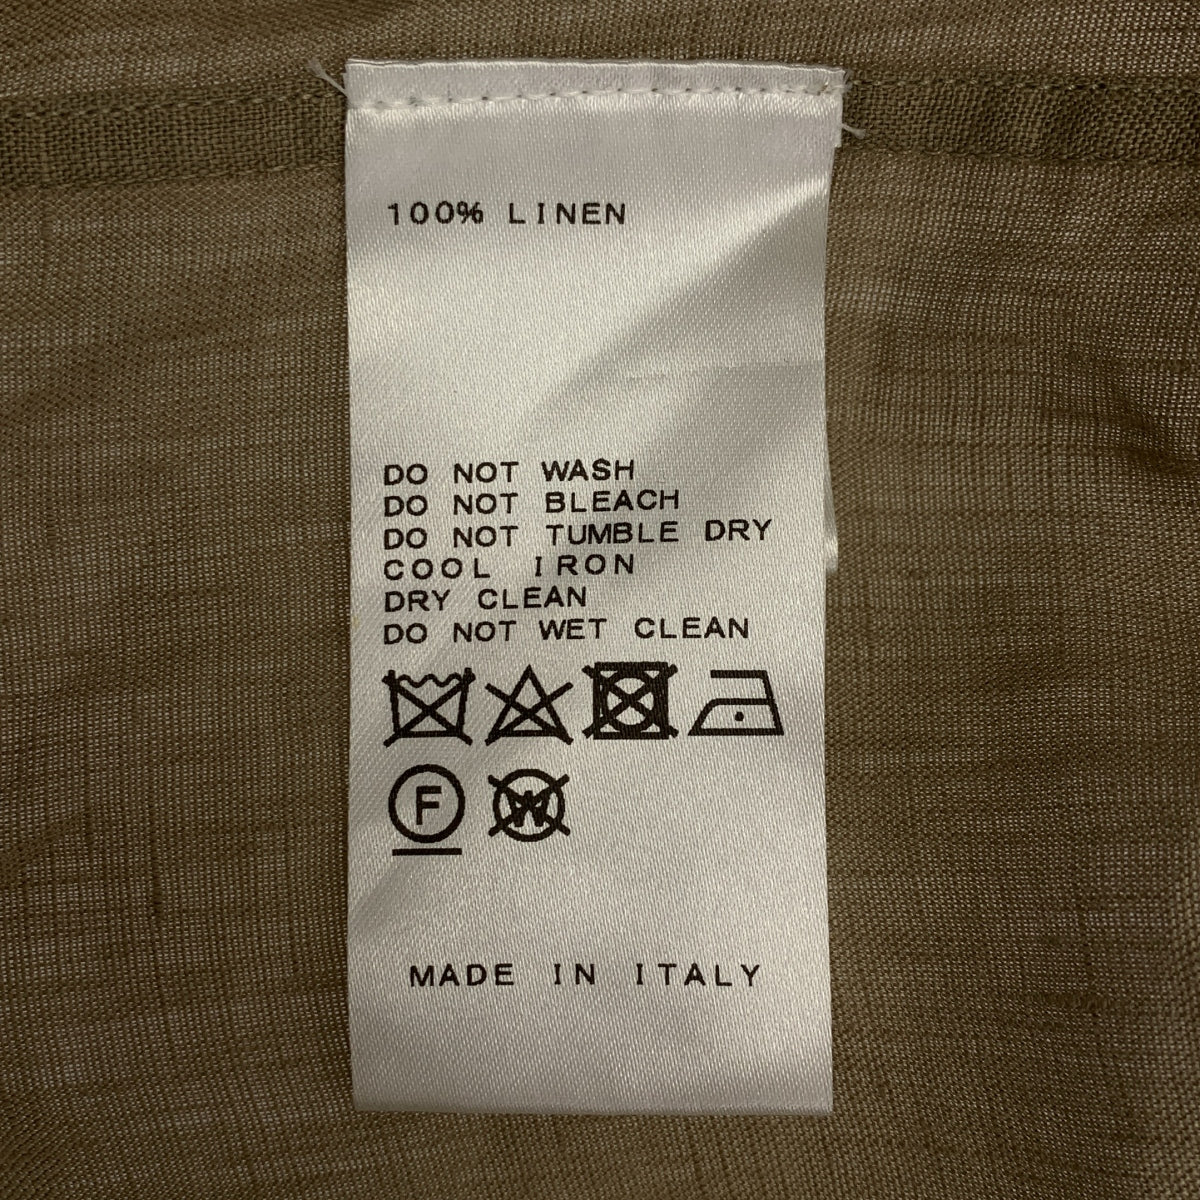 100% LINEN
DO NOT WASH
DO NOT BLEACH
DO NOT TUMBLE DRY
COOL IRON
DRY CLEAN
DO NOT WET CLEAN
F W
MADE IN ITALY